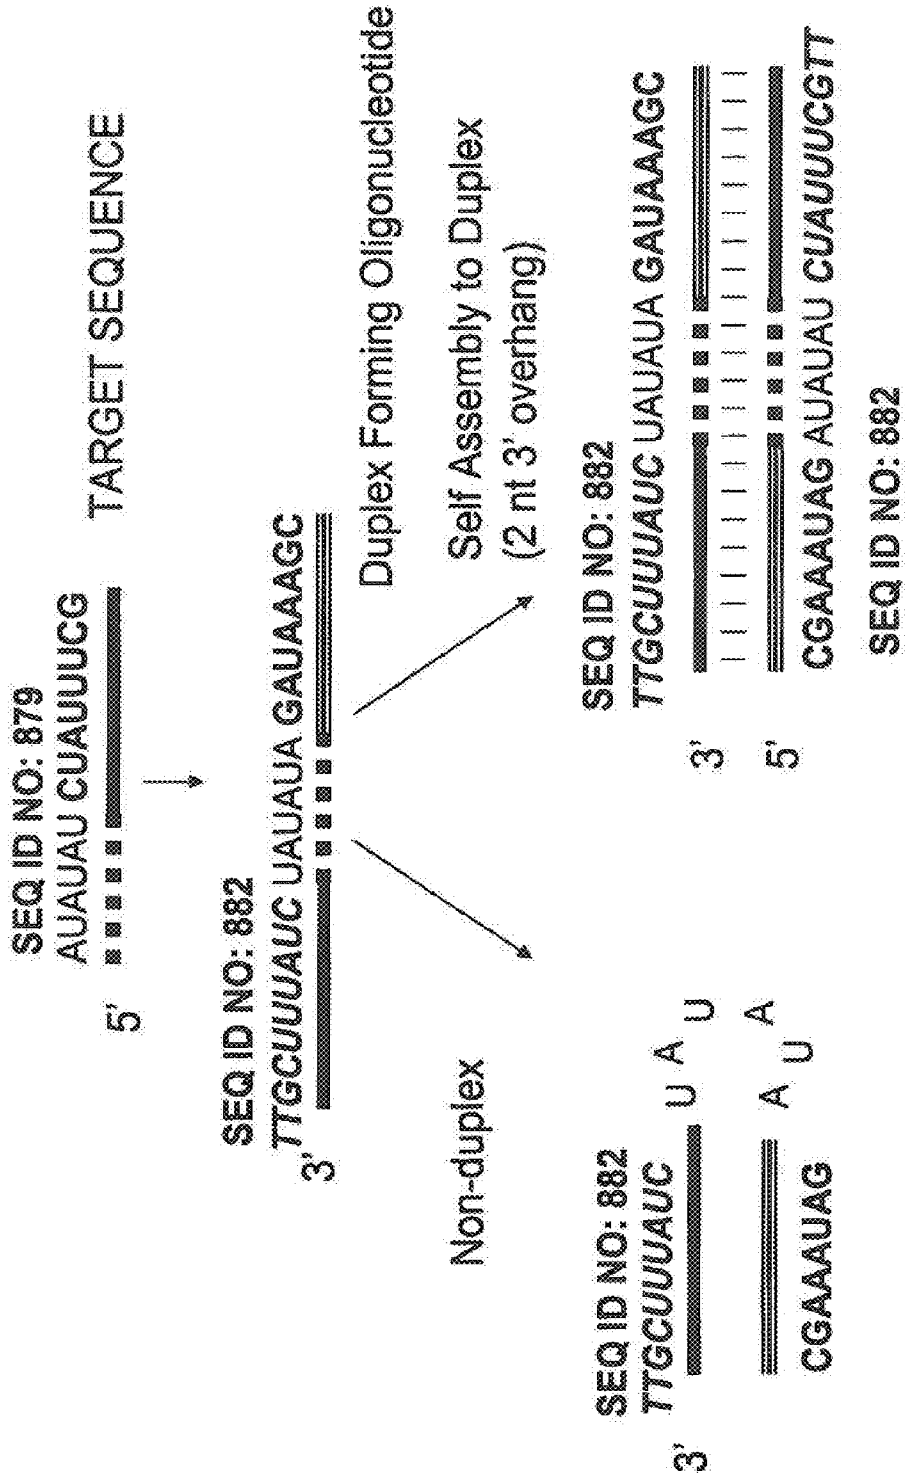 SEQ ID NO: 879
AUAUAU CUAUUUCG
5' TARGET SEQUENCE
SEQ ID NO: 882
TTGCUUUAUC UAUAUA GAUAAAGC
3'
Duplex Forming Oligonucleotide
Non-duplex
Self Assembly to Duplex
(2 nt 3' overhang)
SEQ ID NO: 882
TTGCUUUAUC
3'
U A U
U A U A
CGAAAUAG
SEQ ID NO: 882
TTGCUUUAUC UAUAUA GAUAAAGC
3'
5'
CGAAAUAG AUAUAU CUAUUUCGTT
SEQ ID NO: 882